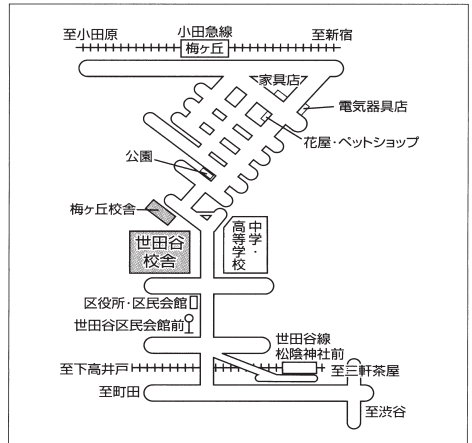 小田急線
至小田原
至新宿
梅ヶ丘
家具店
電気器具店
花屋・ペットショップ
公園
梅ヶ丘校舎
世田谷
校舎
中学・
高等学校
区役所・区民会館
世田谷区民会館前
世田谷線
松陰神社前
至下高井戸
至三軒茶屋
至町田
至渋谷